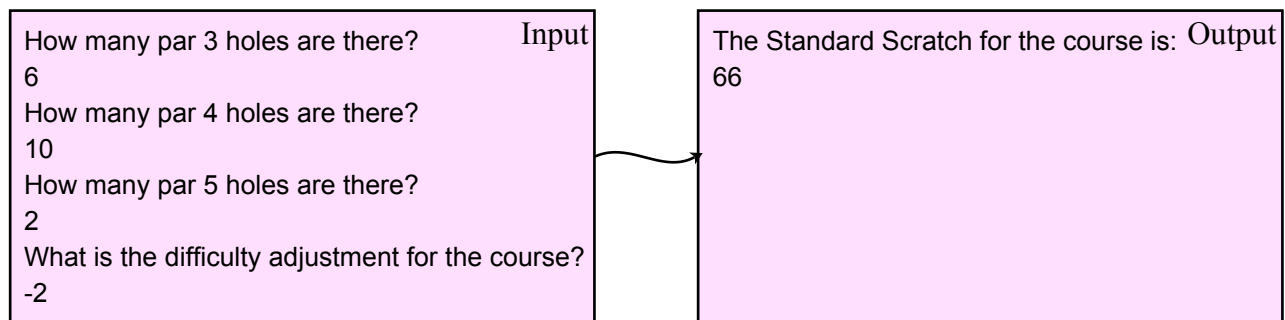 Input
How many par 3 holes are there?
6
How many par 4 holes are there?
10
How many par 5 holes are there?
2
What is the difficulty adjustment for the course?
-2
Output
The Standard Scratch for the course is:
66